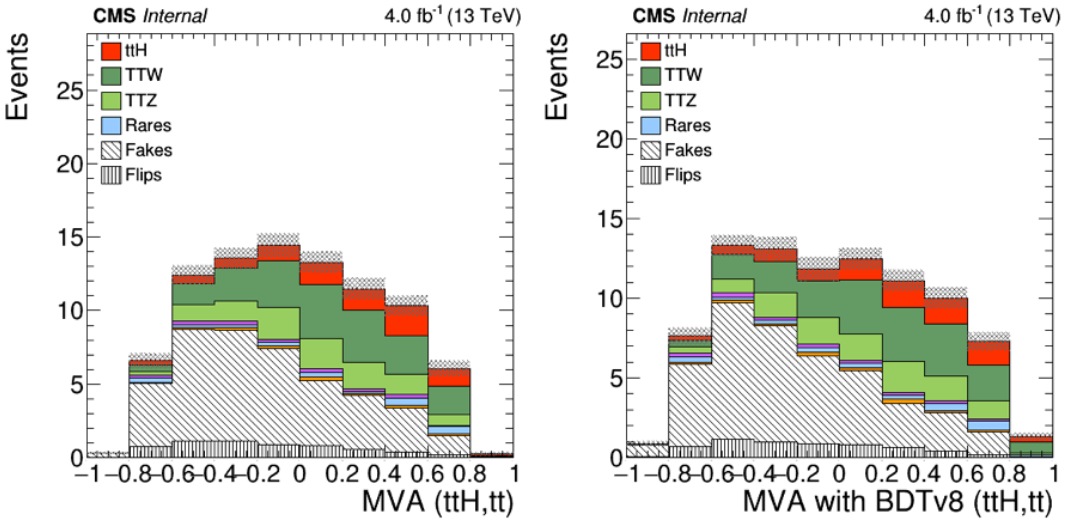 CMS Internal 4.0 fb⁻¹ (13 TeV)
Events
25
20
15
10
5
0
ttH
TTW
TTZ
Rares
Fakes
Flips
−1 −0.8 −0.6 −0.4 −0.2 0 0.2 0.4 0.6 0.8 1
MVA (ttH,tt)
CMS Internal 4.0 fb⁻¹ (13 TeV)
Events
25
20
15
10
5
0
ttH
TTW
TTZ
Rares
Fakes
Flips
−1 −0.8 −0.6 −0.4 −0.2 0 0.2 0.4 0.6 0.8 1
MVA with BDTv8 (ttH,tt)